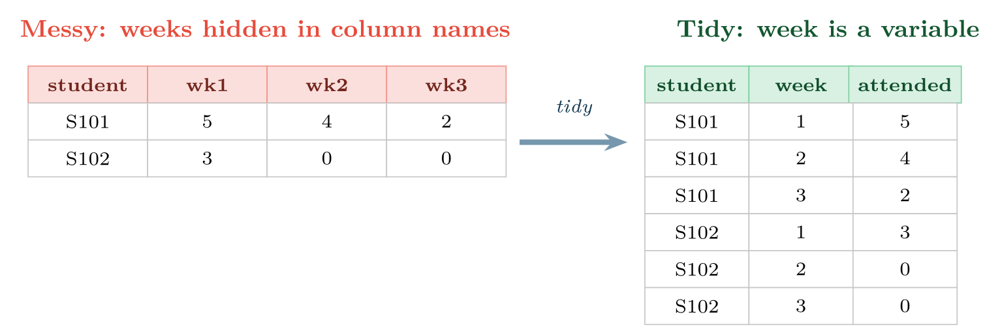 Messy: weeks hidden in column names
student wk1 wk2 wk3
S101 5 4 2
S102 3 0 0
tidy
Tidy: week is a variable
student week attended
S101 1 5
S101 2 4
S101 3 2
S102 1 3
S102 2 0
S102 3 0